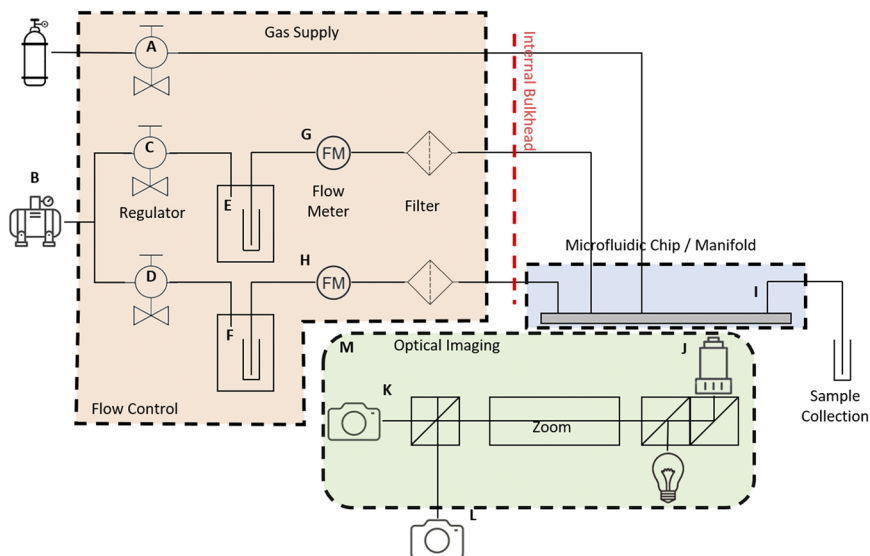 Gas Supply
A
Internal Bulkhead
B
C
G
FM
Regulator
E
Flow
Meter
Filter
D
H
FM
F
Flow Control
Microfluidic Chip / Manifold
I
M
Optical Imaging
J
K
Zoom
L
Sample
Collection